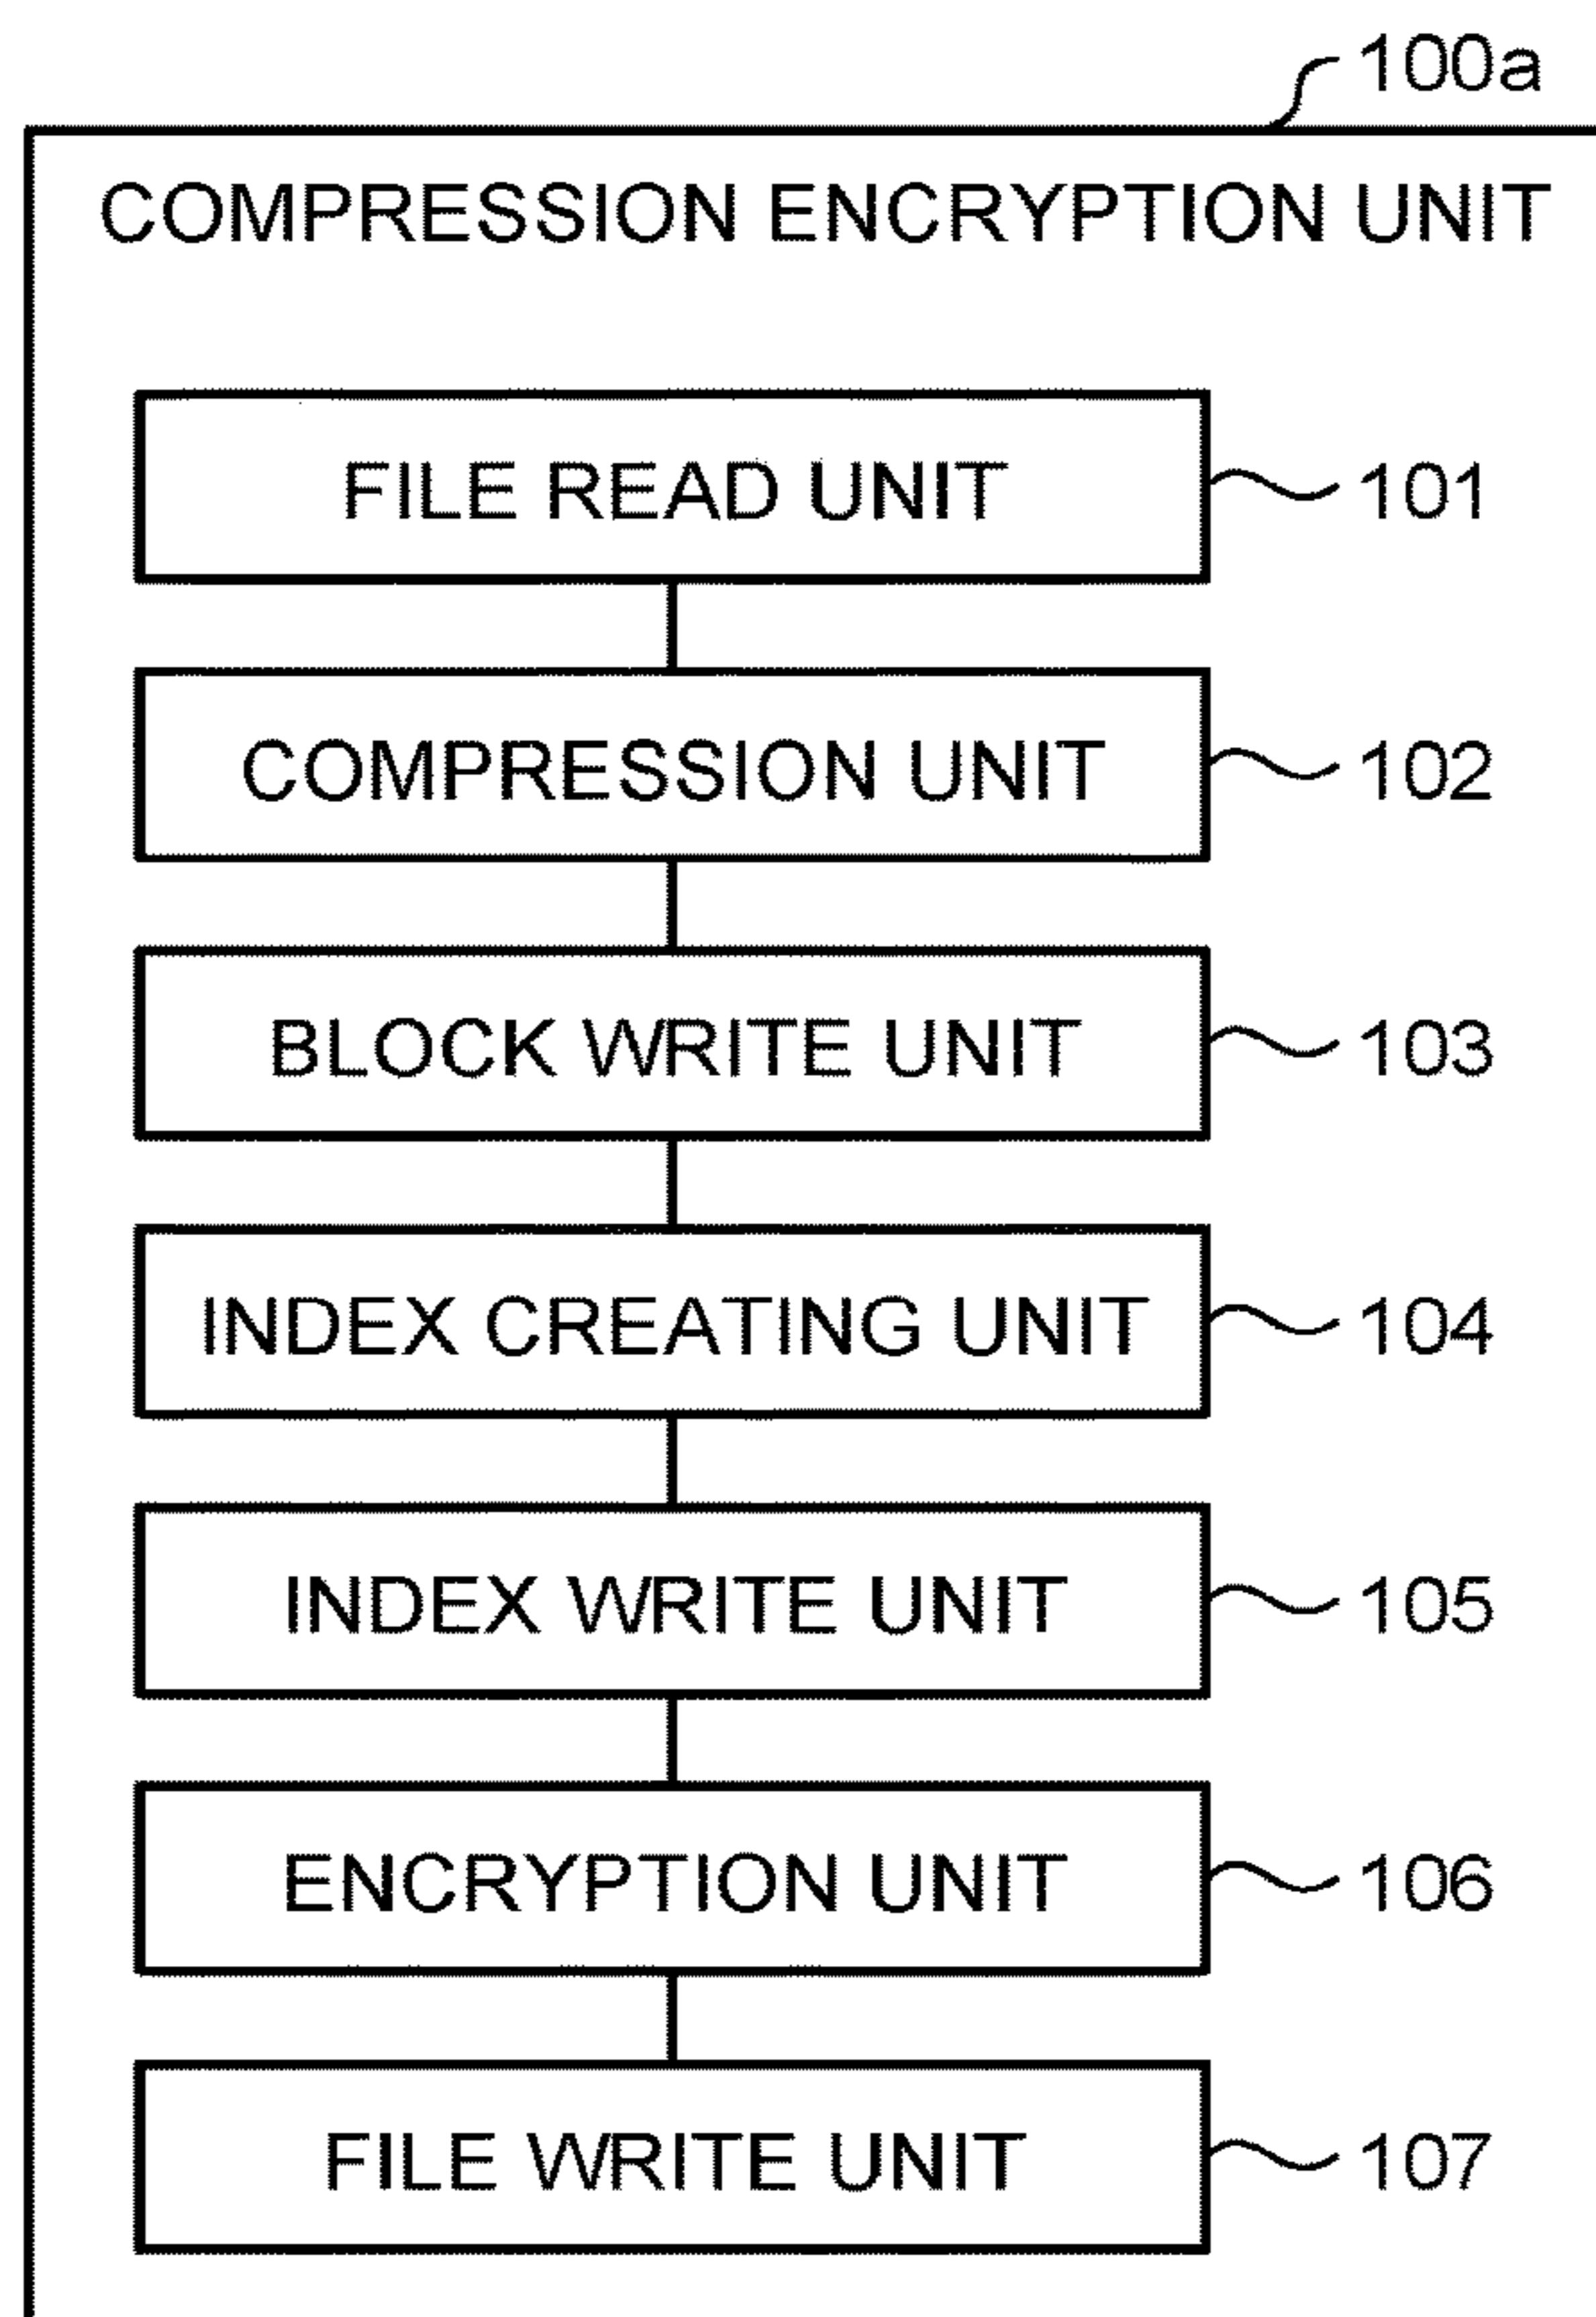 100a
COMPRESSION ENCRYPTION UNIT
FILE READ UNIT 101
COMPRESSION UNIT 102
BLOCK WRITE UNIT 103
INDEX CREATING UNIT 104
INDEX WRITE UNIT 105
ENCRYPTION UNIT 106
FILE WRITE UNIT 107